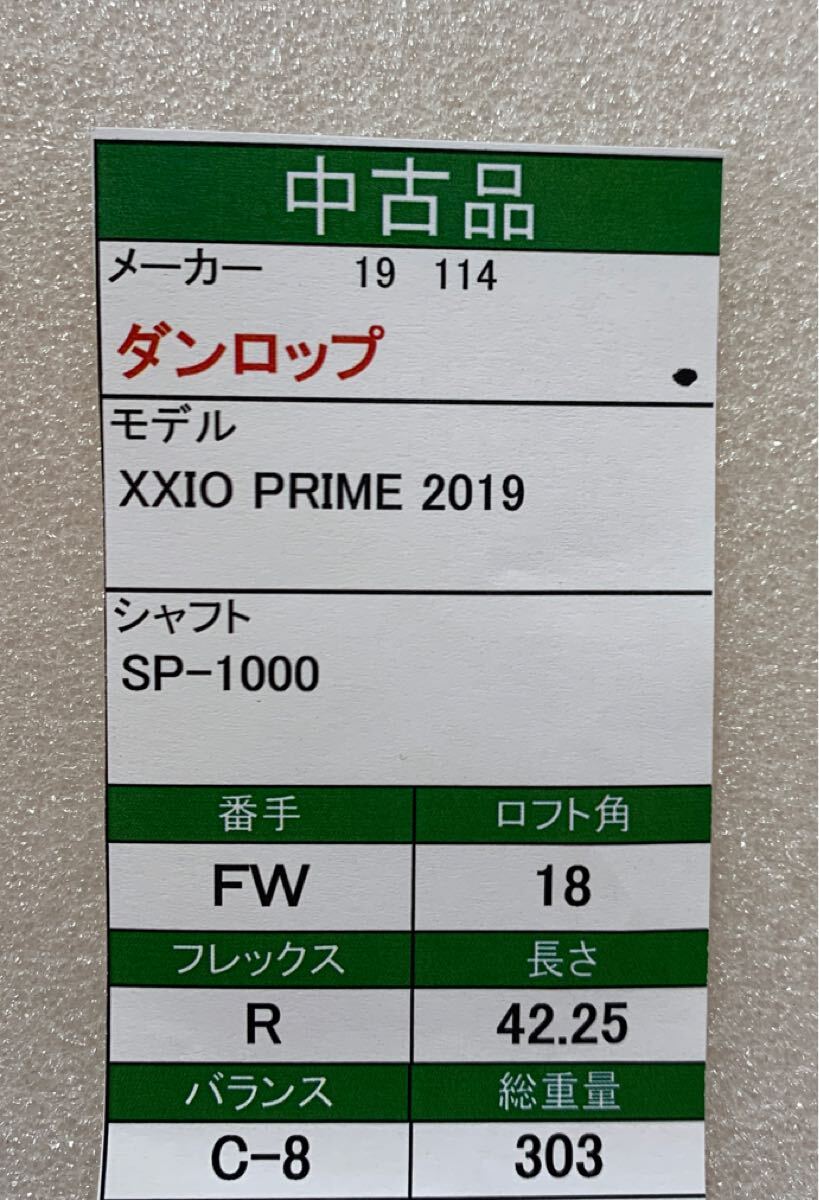 中古品
メーカー 19 114
ダンロップ
モデル
XXIO PRIME 2019
シャフト
SP-1000
番手 ロフト角
FW 18
フレックス 長さ
R 42.25
バランス 総重量
C-8 303